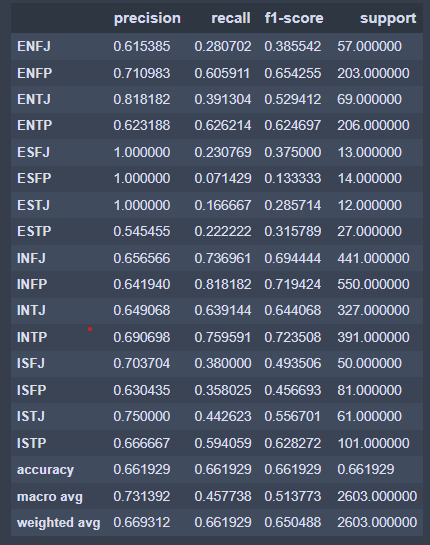 precision recall f1-score support
ENFJ 0.615385 0.280702 0.385542 57.000000
ENFP 0.710983 0.605911 0.654255 203.000000
ENTJ 0.818182 0.391304 0.529412 69.000000
ENTP 0.623188 0.626214 0.624697 206.000000
ESFJ 1.000000 0.230769 0.375000 13.000000
ESFP 1.000000 0.071429 0.133333 14.000000
ESTJ 1.000000 0.166667 0.285714 12.000000
ESTP 0.545455 0.222222 0.315789 27.000000
INFJ 0.656566 0.736961 0.694444 441.000000
INFP 0.641940 0.818182 0.719424 550.000000
INTJ 0.649068 0.639144 0.644068 327.000000
INTP 0.690698 0.759591 0.723508 391.000000
ISFJ 0.703704 0.380000 0.493506 50.000000
ISFP 0.630435 0.358025 0.456693 81.000000
ISTJ 0.750000 0.442623 0.556701 61.000000
ISTP 0.666667 0.594059 0.628272 101.000000
accuracy 0.661929 0.661929 0.661929 0.661929
macro avg 0.731392 0.457738 0.513773 2603.000000
weighted avg 0.669312 0.661929 0.650488 2603.000000